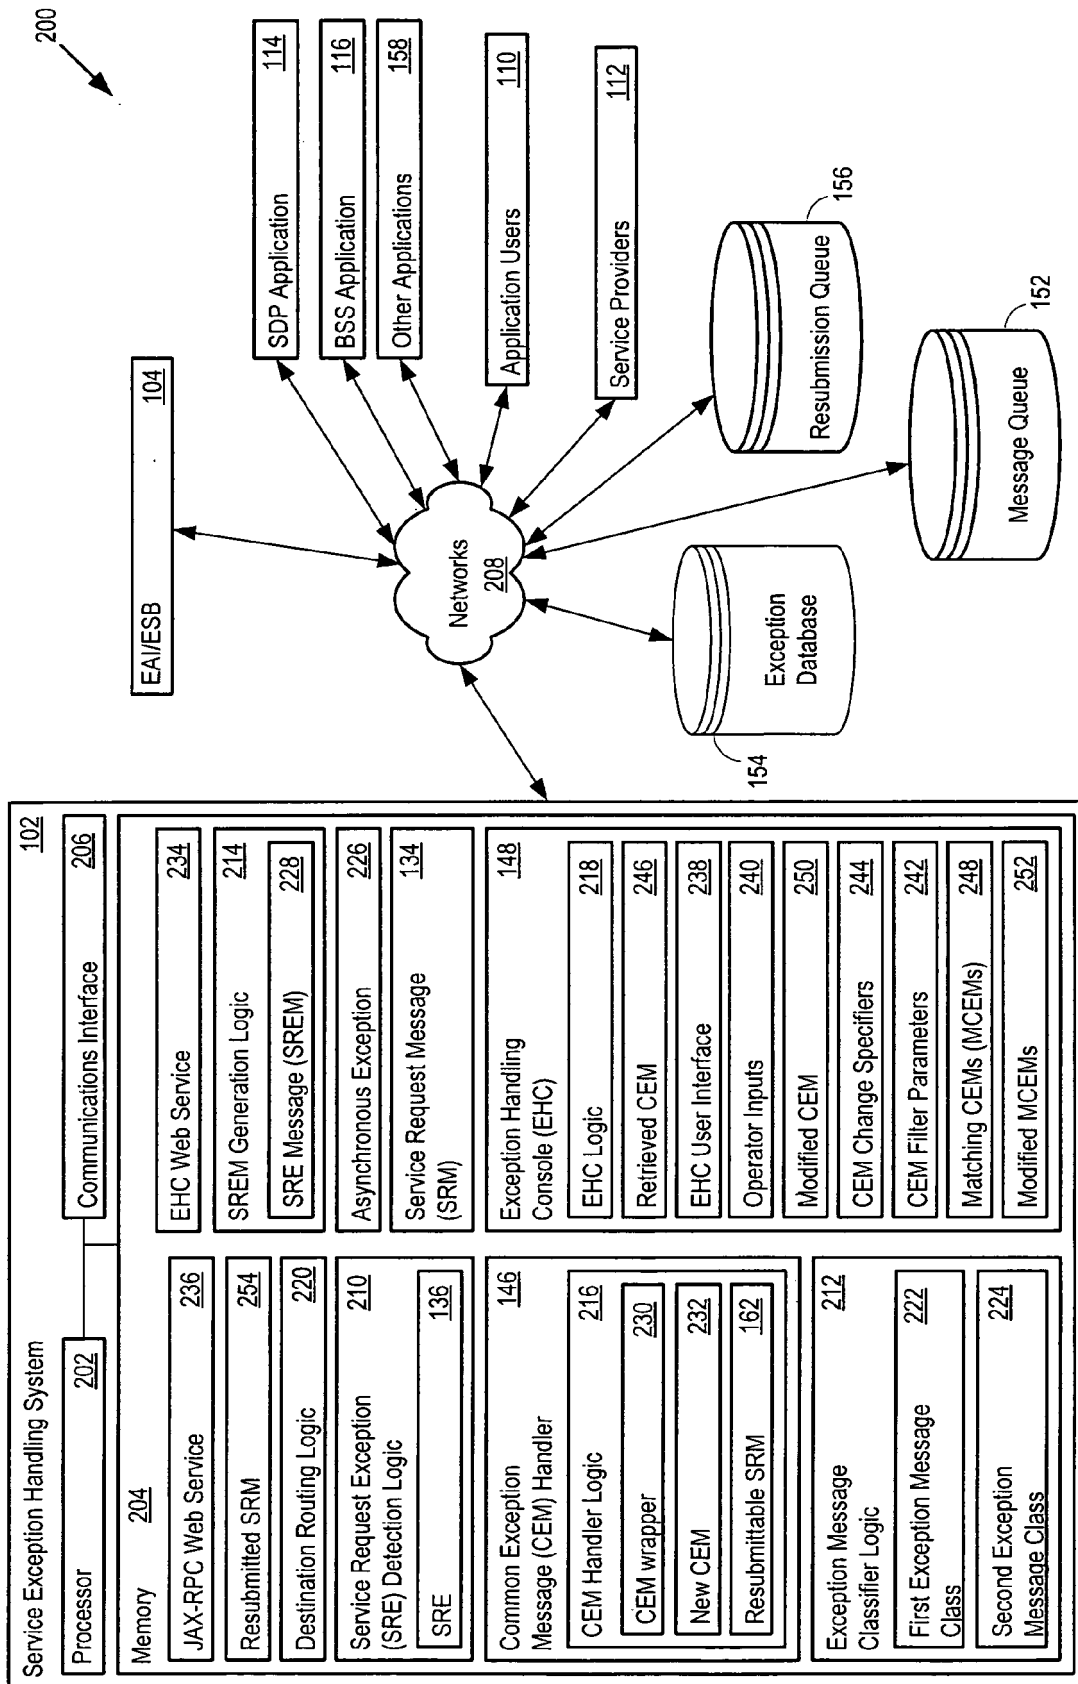 200
Service Exception Handling System 102
Processor 202
Communications Interface 206
Memory 204
JAX-RPC Web Service 236
Resubmitted SRM 254
Destination Routing Logic 220
Service Request Exception 210
(SRE) Detection Logic
SRE 136
Common Exception 146
Message (CEM) Handler
CEM Handler Logic 216
CEM wrapper 230
New CEM 232
Resubmittable SRM 162
Exception Message 212
Classifier Logic
First Exception Message 222
Class
Second Exception 224
Message Class
EHC Web Service 234
SREM Generation Logic 214
SRE Message (SREM) 228
Asynchronous Exception 226
Service Request Message 134
(SRM)
Exception Handling 148
Console (EHC)
EHC Logic 218
Retrieved CEM 246
EHC User Interface 238
Operator Inputs 240
Modified CEM 250
CEM Change Specifiers 244
CEM Filter Parameters 242
Matching CEMs (MCEMs) 248
Modified MCEMs 252
EAI/ESB 104
Networks
208
SDP Application 114
BSS Application 116
Other Applications 158
Application Users 110
Service Providers 112
Exception
Database
154
Resubmission Queue
156
Message Queue
152